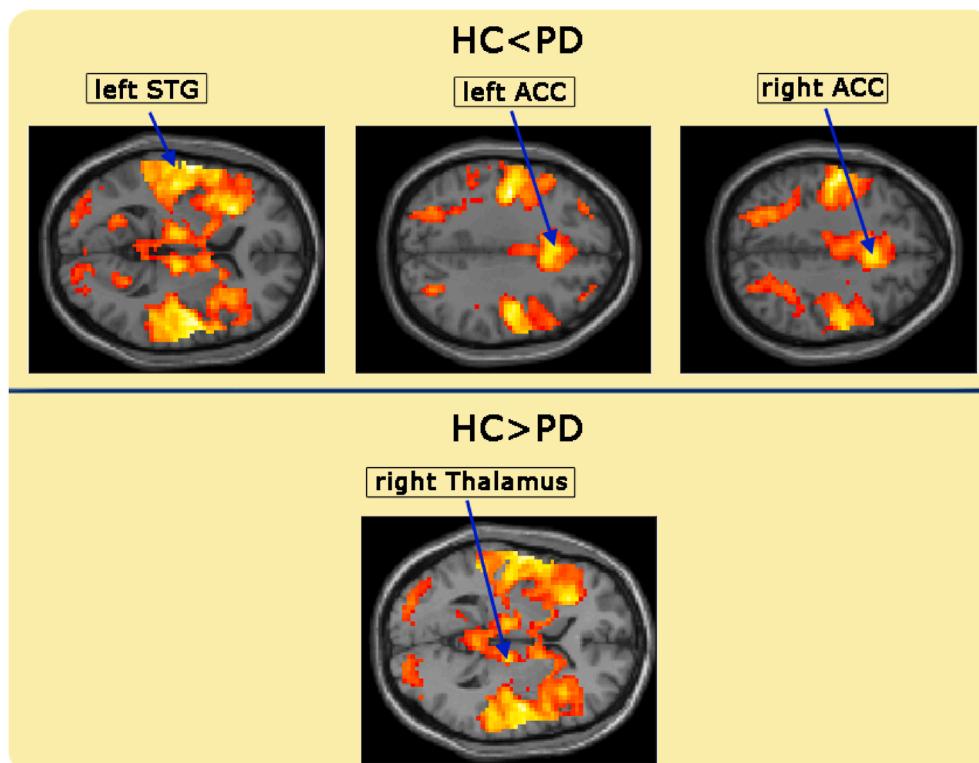 HC<PD
left STG
left ACC
right ACC
HC>PD
right Thalamus